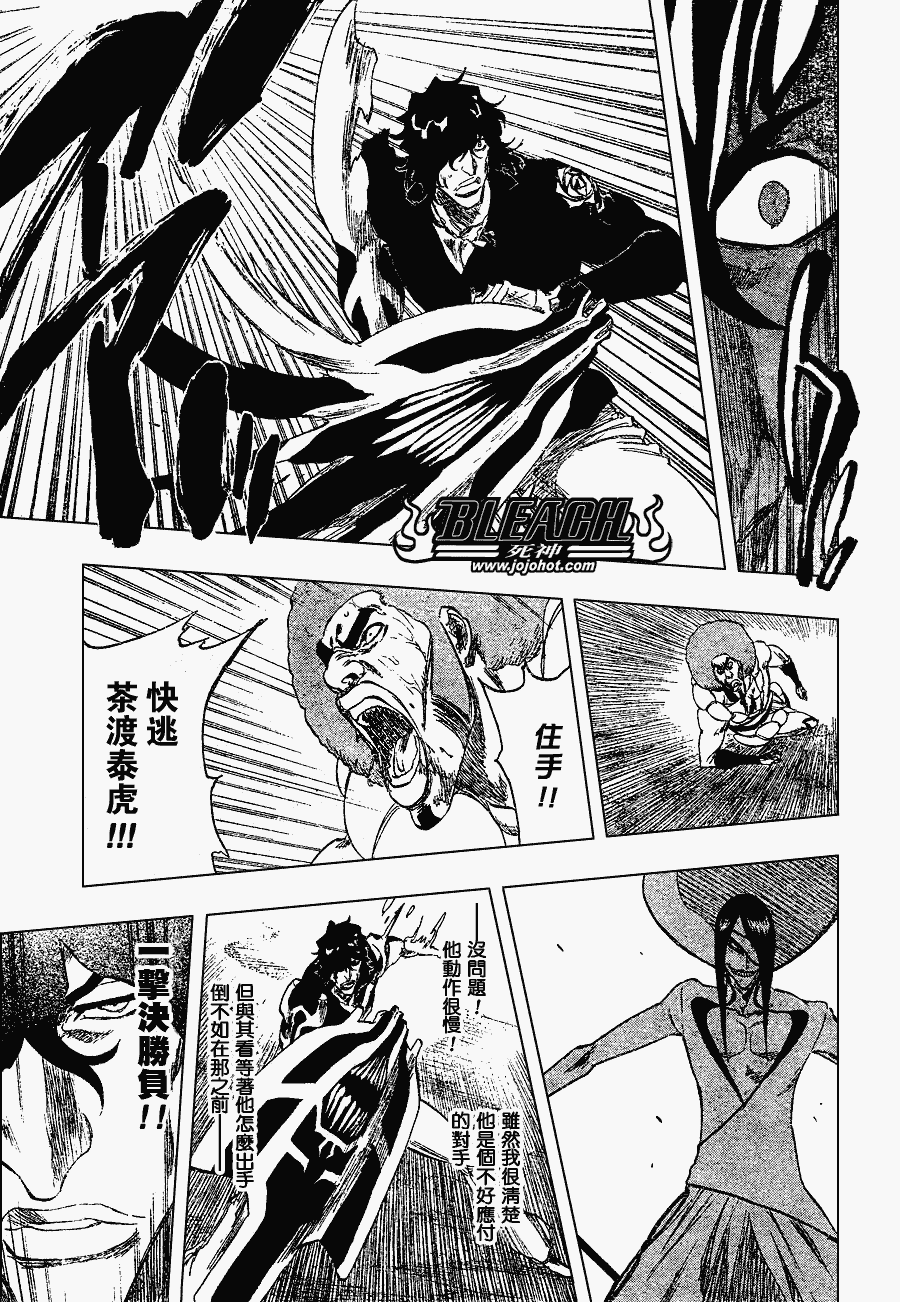 BLEACH
死神
www.jojohot.com
住手!!
快逃
茶渡泰虎!!!
雖然我很清楚
他是個不好應付
的對手——
——沒問題！
他動作很慢！
但與其看等著他怎麼出手
倒不如在那之前——
一擊決勝負!!